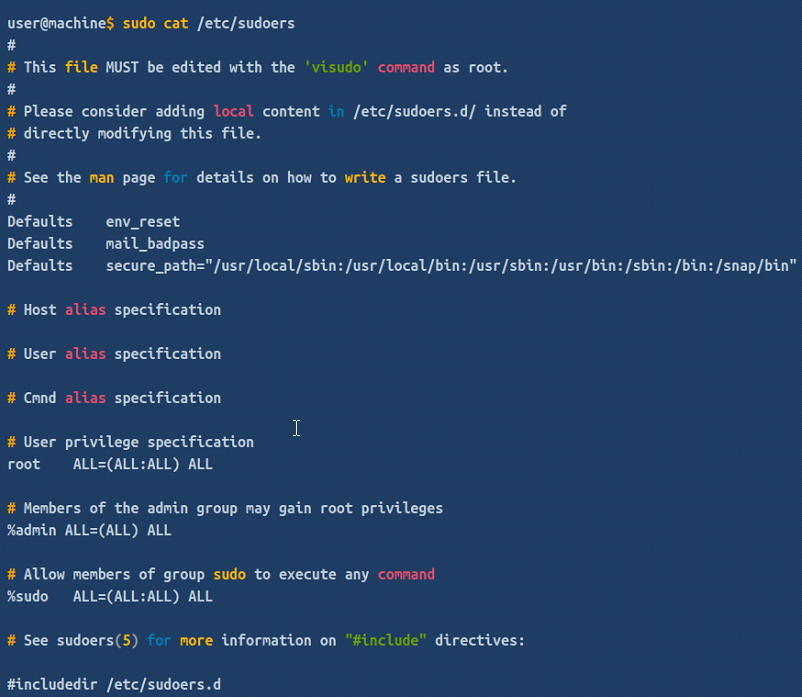 user@machine$ sudo cat /etc/sudoers
#
# This file MUST be edited with the 'visudo' command as root.
#
# Please consider adding local content in /etc/sudoers.d/ instead of
# directly modifying this file.
#
# See the man page for details on how to write a sudoers file.
#
Defaults    env_reset
Defaults    mail_badpass
Defaults    secure_path="/usr/local/sbin:/usr/local/bin:/usr/sbin:/usr/bin:/sbin:/bin:/snap/bin"

# Host alias specification

# User alias specification

# Cmnd alias specification

# User privilege specification
root    ALL=(ALL:ALL) ALL

# Members of the admin group may gain root privileges
%admin ALL=(ALL) ALL

# Allow members of group sudo to execute any command
%sudo   ALL=(ALL:ALL) ALL

# See sudoers(5) for more information on "#include" directives:

#includedir /etc/sudoers.d